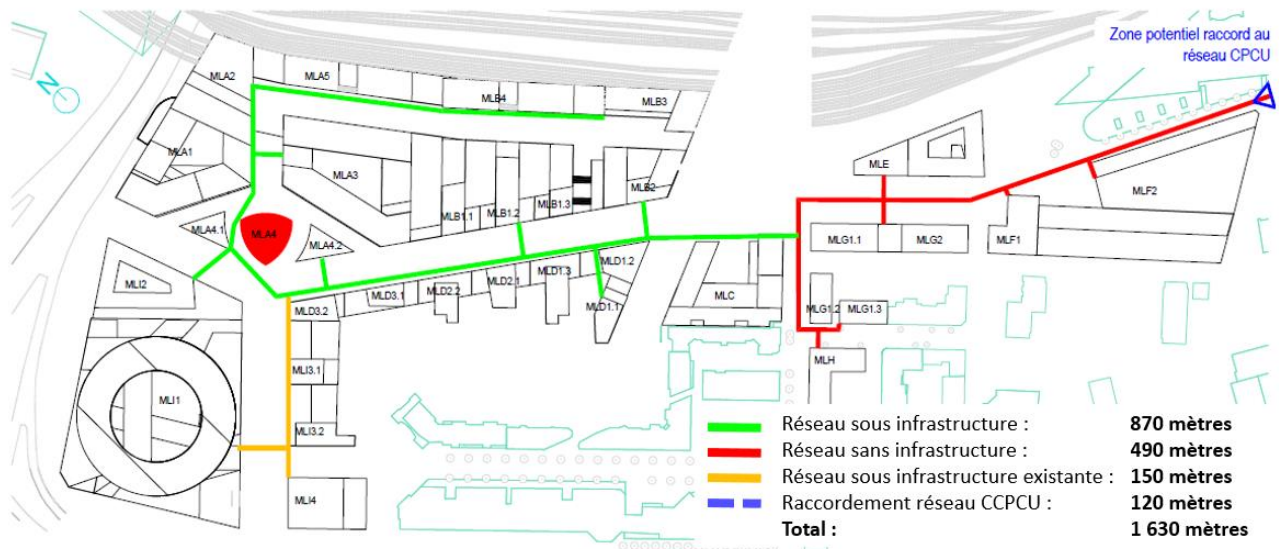 Zone potentiel raccord au
réseau CPCU
N
MLA2
MLA5
MLB4
MLB3
MLA1
MLA3
MLB1.1
MLB1.2
MLB1.3
MLB2
MLE
MLF2
MLA4.1
MLA4
MLA4.2
MLG1.1
MLG2
MLF1
MLI2
MLD3.2
MLD3.1
MLD2.2
MLD2.1
MLD1.3
MLD1.2
MLD1.1
MLC
MLG1.2
MLG1.3
MLH
MLI3.1
MLI1
MLI3.2
MLI4
Réseau sous infrastructure : 870 mètres
Réseau sans infrastructure : 490 mètres
Réseau sous infrastructure existante : 150 mètres
Raccordement réseau CCPCU : 120 mètres
Total : 1 630 mètres